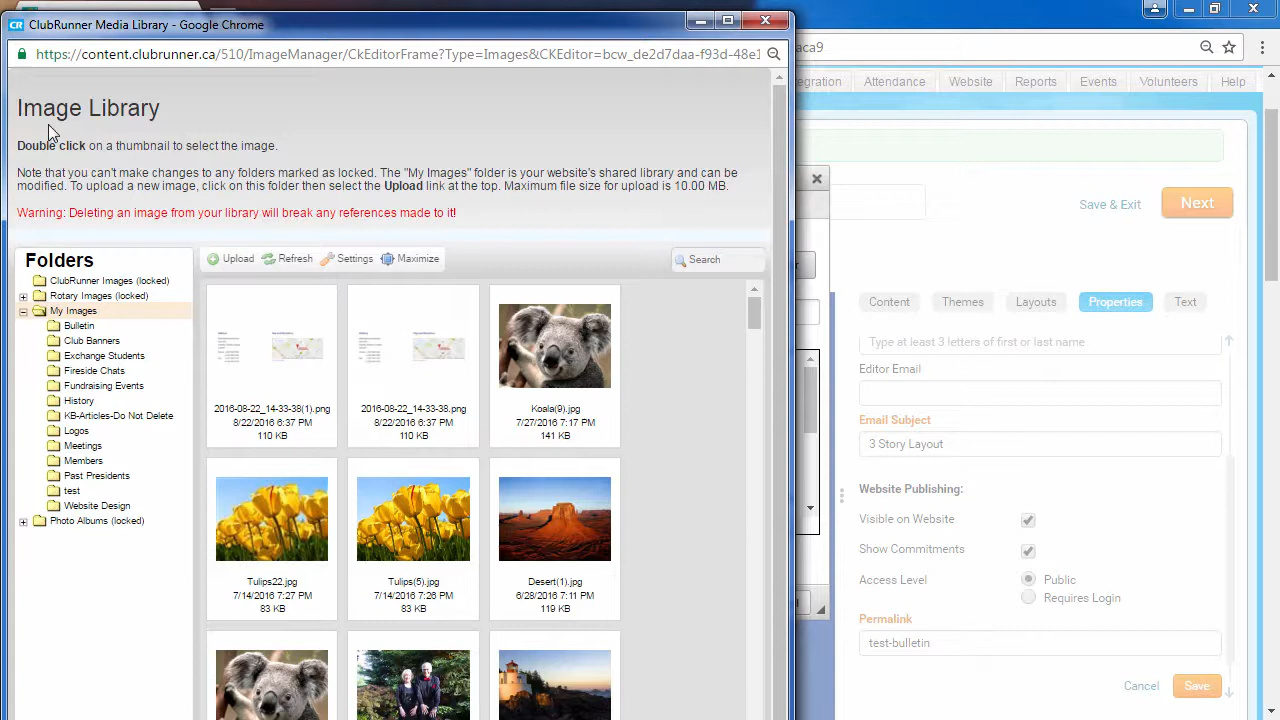 CR ClubRunner Media Library - Google Chrome
https://content.clubrunner.ca/510/ImageManager/CkEditorFrame?Type=Images&CKEditor=bcw_de2d7daa-f93d-48e1
Image Library
Double click on a thumbnail to select the image.
Note that you can make changes to any folders marked as locked. The "My Images" folder is your website's shared library and can be
modified. To upload a new image, click on this folder then select the Upload link at the top. Maximum file size for upload is 10.00 MB.
Warning: Deleting an image from your library will break any references made to it!
Folders
ClubRunner Images (locked)
Rotary Images (locked)
My Images
Bulletin
Club Banners
Exchange Students
Fireside Chats
Fundraising Events
History
KB-Articles-Do Not Delete
Logos
Meetings
Members
Past Presidents
test
Website Design
Photo Albums (locked)
Upload Refresh Settings Maximize Search
2016-08-22_14-33-38(1).png
8/22/2016 6:37 PM
110 KB
2016-08-22_14-33-38.png
8/22/2016 6:37 PM
110 KB
Koala(9).jpg
7/27/2016 7:17 PM
141 KB
Tulips22.jpg
7/14/2016 7:27 PM
83 KB
Tulips(5).jpg
7/14/2016 7:26 PM
83 KB
Desert(1).jpg
6/28/2016 7:11 PM
119 KB
aca9
gration Attendance Website Reports Events Volunteers Help
Save & Exit Next
Content Themes Layouts Properties Text
Type at least 3 letters of first or last name
Editor Email
Email Subject
3 Story Layout
Website Publishing:
Visible on Website
Show Commitments
Access Level Public
Requires Login
Permalink
test-bulletin
Cancel Save